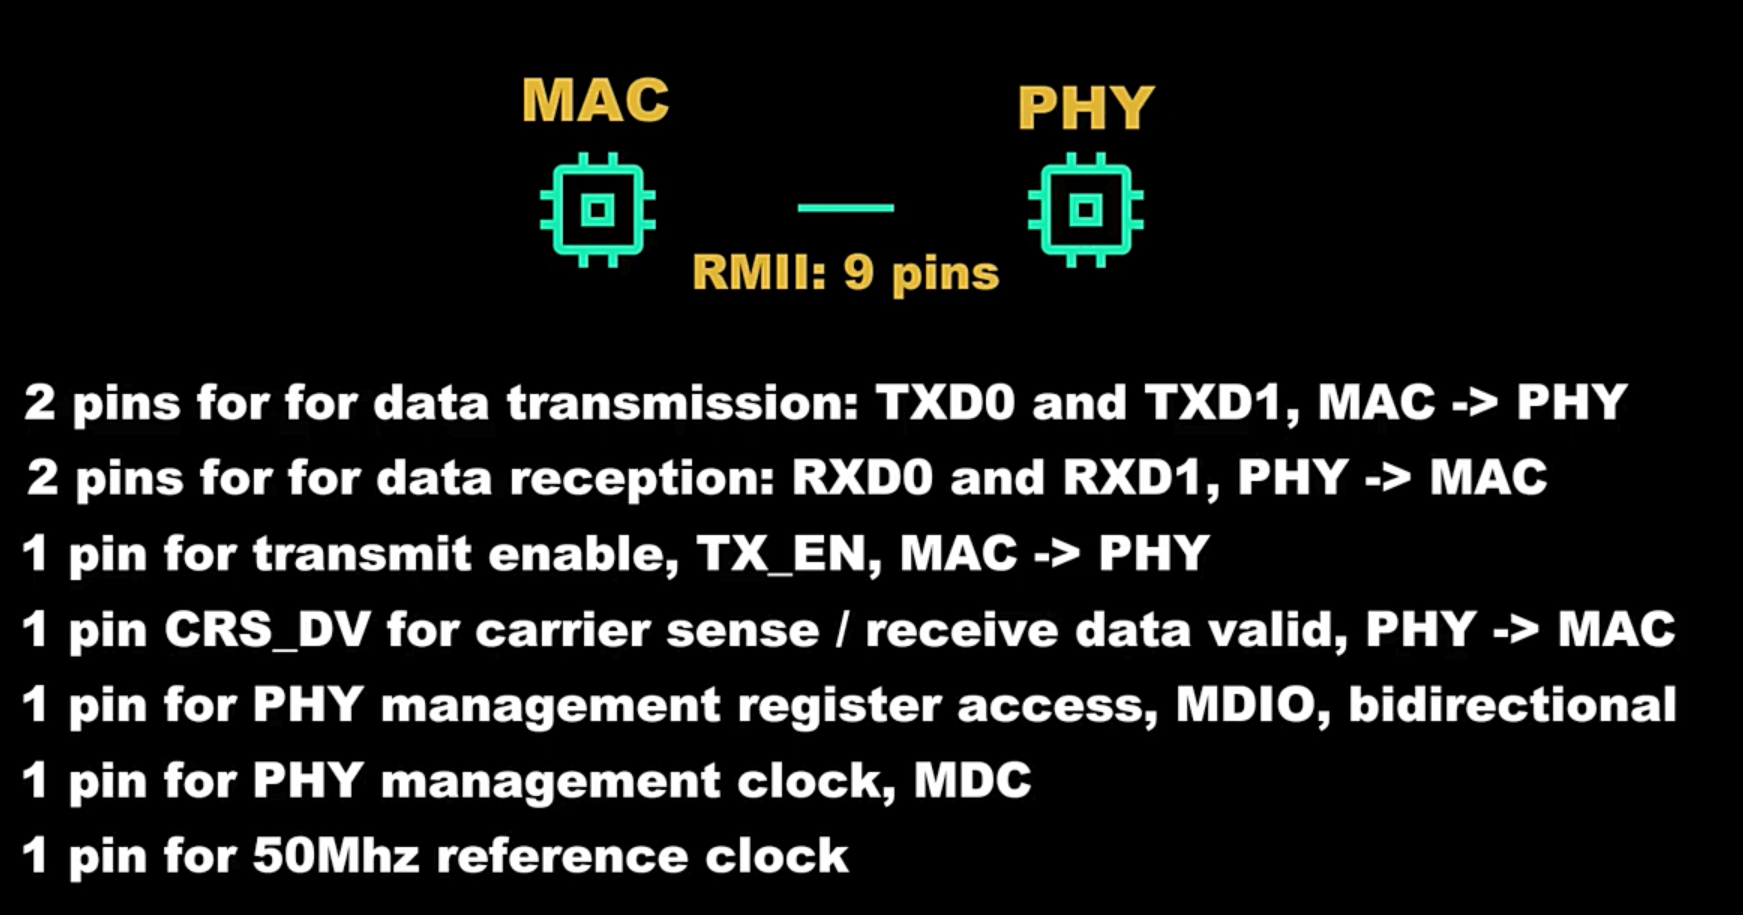 MAC
PHY
RMII: 9 pins
2 pins for for data transmission: TXD0 and TXD1, MAC -> PHY
2 pins for for data reception: RXD0 and RXD1, PHY -> MAC
1 pin for transmit enable, TX_EN, MAC -> PHY
1 pin CRS_DV for carrier sense / receive data valid, PHY -> MAC
1 pin for PHY management register access, MDIO, bidirectional
1 pin for PHY management clock, MDC
1 pin for 50Mhz reference clock